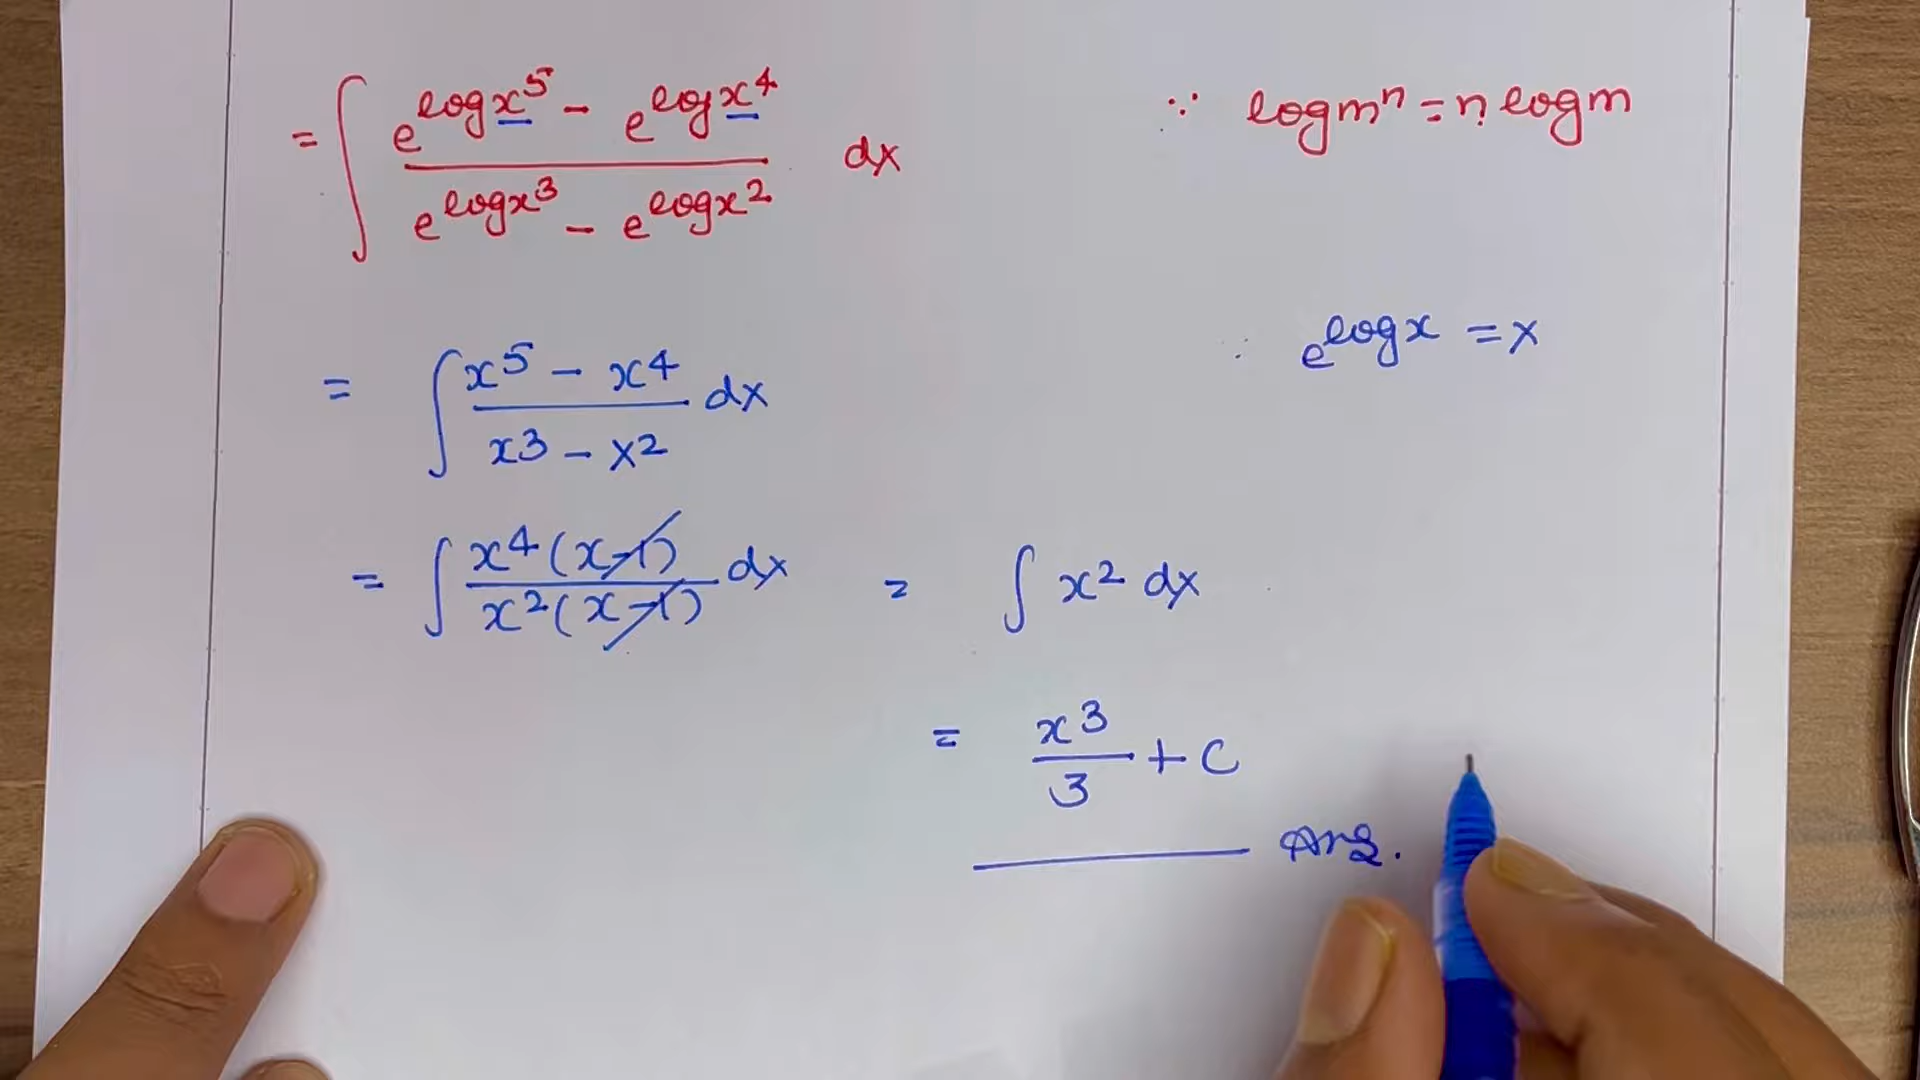 = ∫ (e^{log x^5} - e^{log x^4}) / (e^{log x^3} - e^{log x^2}) dx
∵ log m^n = n log m
= ∫ (x^5 - x^4) / (x^3 - x^2) dx
e^{log x} = x
= ∫ x^4 (x-1) / x^2 (x-1) dx = ∫ x^2 dx
= x^3 / 3 + C
Ans.